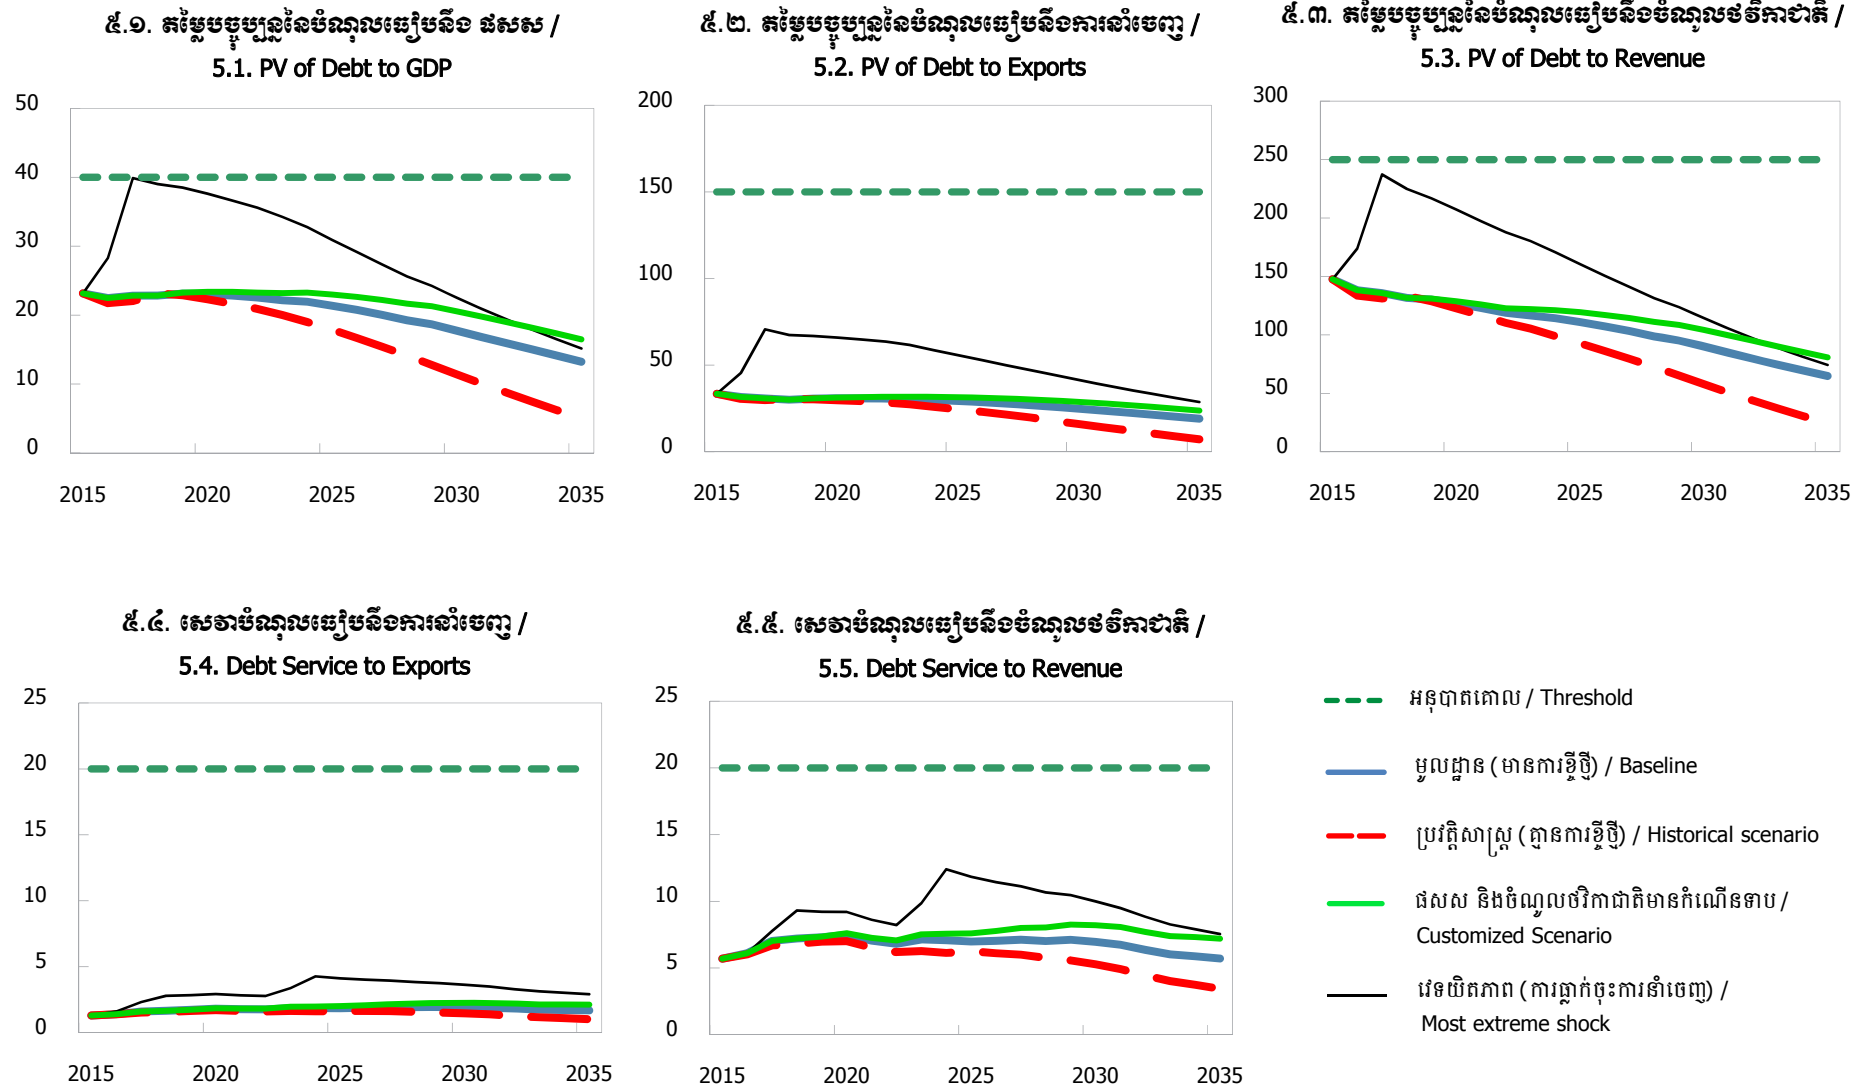 ៥.១. តម្លៃបច្ចុប្បន្ននៃបំណុលធៀបនឹង ផសស /
5.1. PV of Debt to GDP
50
40
30
20
10
0
2015 2020 2025 2030 2035
៥.២. តម្លៃបច្ចុប្បន្ននៃបំណុលធៀបនឹងការនាំចេញ /
5.2. PV of Debt to Exports
200
150
100
50
0
2015 2020 2025 2030 2035
៥.៣. តម្លៃបច្ចុប្បន្ននៃបំណុលធៀបនឹងចំណូលថវិកាជាតិ /
5.3. PV of Debt to Revenue
300
250
200
150
100
50
0
2015 2020 2025 2030 2035
៥.៤. សេវាបំណុលធៀបនឹងការនាំចេញ /
5.4. Debt Service to Exports
25
20
15
10
5
0
2015 2020 2025 2030 2035
៥.៥. សេវាបំណុលធៀបនឹងចំណូលថវិកាជាតិ /
5.5. Debt Service to Revenue
25
20
15
10
5
0
2015 2020 2025 2030 2035
អនុបាតគោល / Threshold
មូលដ្ឋាន (មានការខ្ចីថ្មី) / Baseline
ប្រវត្តិសាស្ត្រ (គ្មានការខ្ចីថ្មី) / Historical scenario
ផសស និងចំណូលថវិកាជាតិមានកំណើនទាប /
Customized Scenario
វេទយិតភាព (ការធ្លាក់ចុះការនាំចេញ) /
Most extreme shock